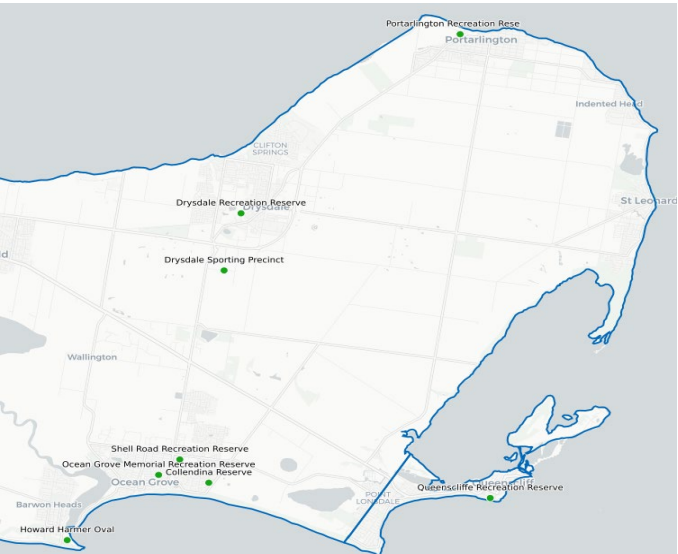 Portarlington Recreation Rese
Portarlington
Indented Head
CLIFTON
SPRINGS
Drysdale Recreation Reserve
Drysdale
St Leonard
Drysdale Sporting Precinct
d
Wallington
Shell Road Recreation Reserve
Ocean Grove Memorial Recreation Reserve
Collendina Reserve
Ocean Grove
Queenscliff
Queenscliffe Recreation Reserve
POINT
LONSDALE
Barwon Heads
Howard Harmer Oval